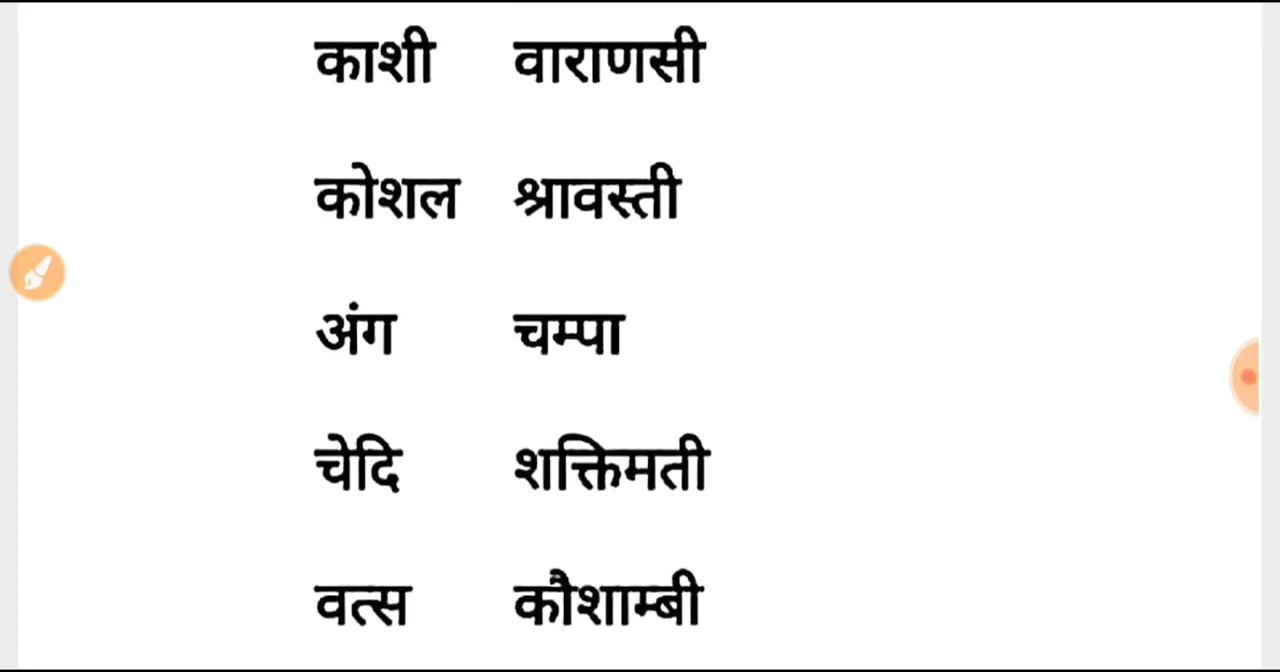 काशी वाराणसी
कोशल श्रावस्ती
अंग चम्पा
चेदि शक्तिमती
वत्स कौशाम्बी